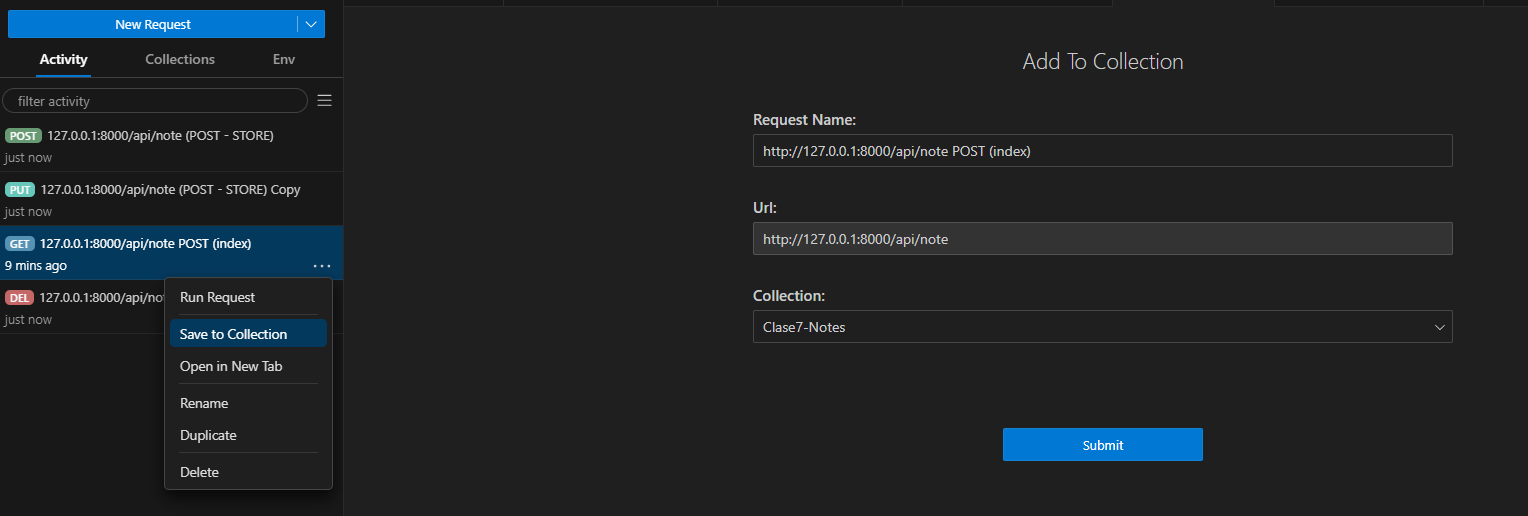 New Request
Activity Collections Env
filter activity
POST 127.0.0.1:8000/api/note (POST - STORE)
just now
PUT 127.0.0.1:8000/api/note (POST - STORE) Copy
just now
GET 127.0.0.1:8000/api/note POST (index)
9 mins ago
DEL 127.0.0.1:8000/api/no
just now
Run Request
Save to Collection
Open in New Tab
Rename
Duplicate
Delete
Add To Collection
Request Name:
http://127.0.0.1:8000/api/note POST (index)
Url:
http://127.0.0.1:8000/api/note
Collection:
Clase7-Notes
Submit